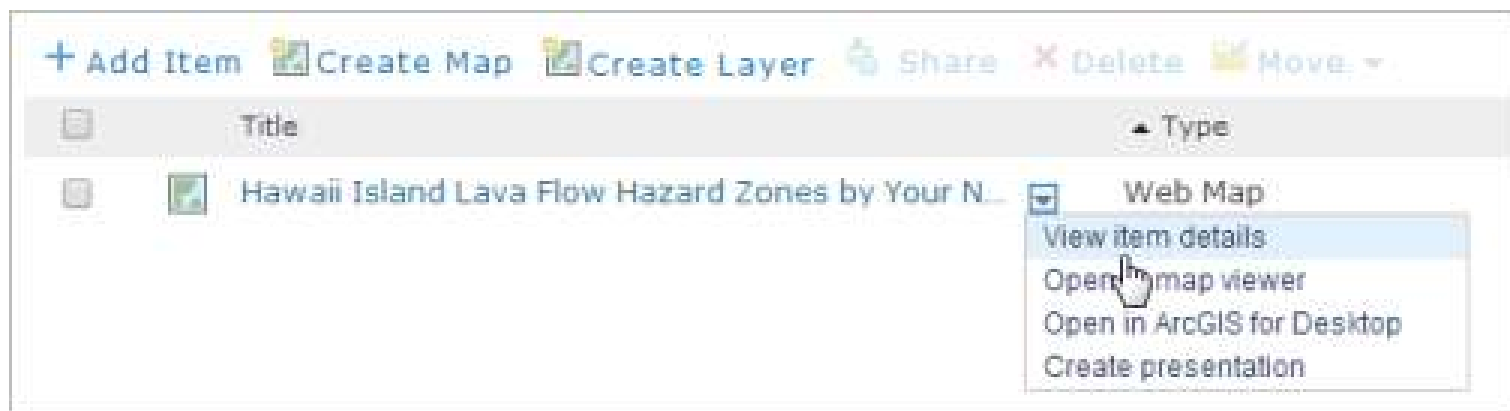 + Add Item Create Map Create Layer Share × Delete Move
Title Type
Hawaii Island Lava Flow Hazard Zones by Your N... Web Map
View item details
Open map viewer
Open in ArcGIS for Desktop
Create presentation